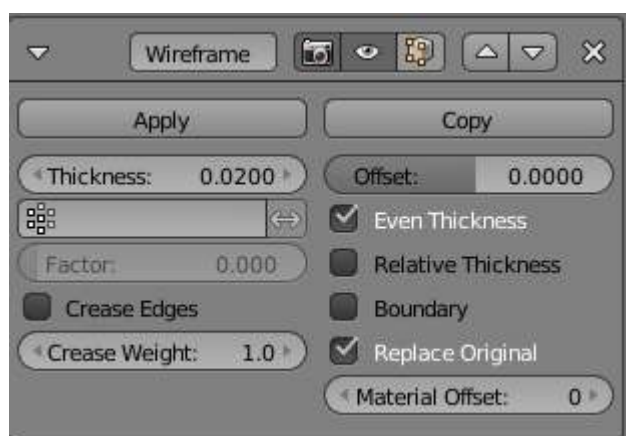 Wireframe
Apply
Copy
Thickness: 0.0200
Offset: 0.0000
Even Thickness
Factor: 0.000
Relative Thickness
Crease Edges
Boundary
Crease Weight: 1.0
Replace Original
Material Offset: 0